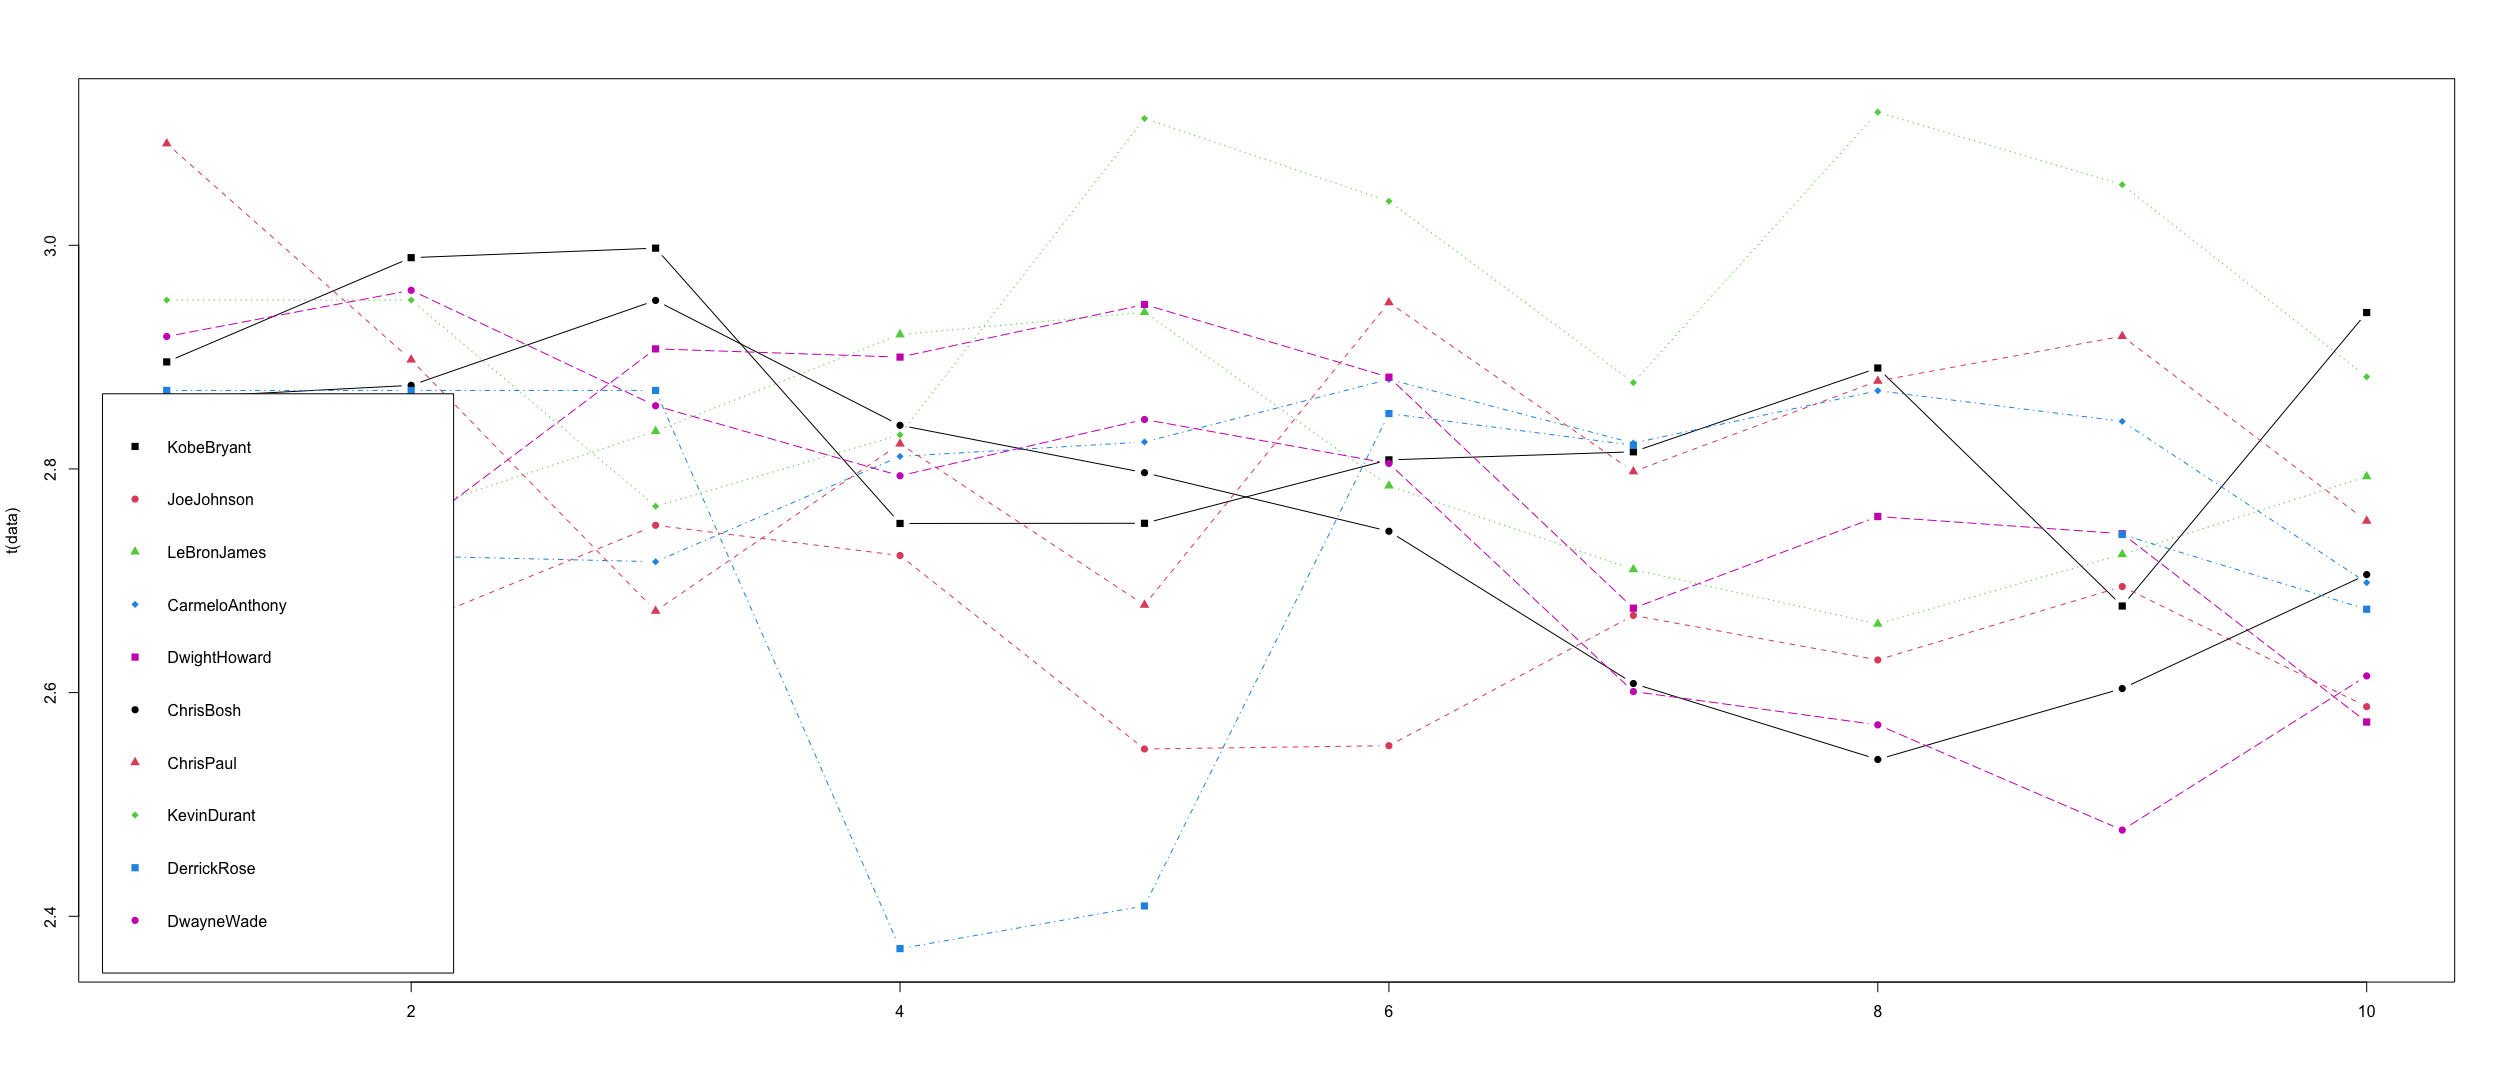 t(data)
3.0
2.8
2.6
2.4
KobeBryant
JoeJohnson
LeBronJames
CarmeloAnthony
DwightHoward
ChrisBosh
ChrisPaul
KevinDurant
DerrickRose
DwayneWade
2 4 6 8 10